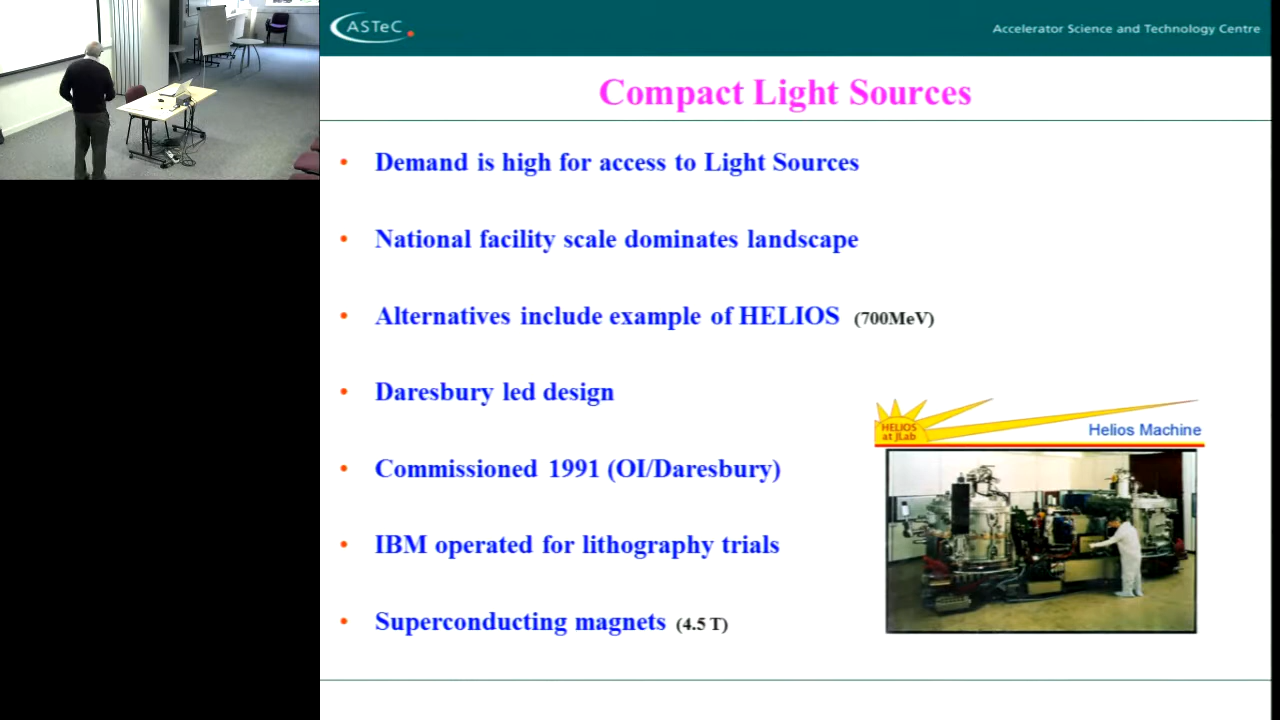 ASTeC
Accelerator Science and Technology Centre
Compact Light Sources
• Demand is high for access to Light Sources
• National facility scale dominates landscape
• Alternatives include example of HELIOS (700MeV)
• Daresbury led design
• Commissioned 1991 (OI/Daresbury)
• IBM operated for lithography trials
• Superconducting magnets (4.5 T)
HELIOS
at JLab
Helios Machine